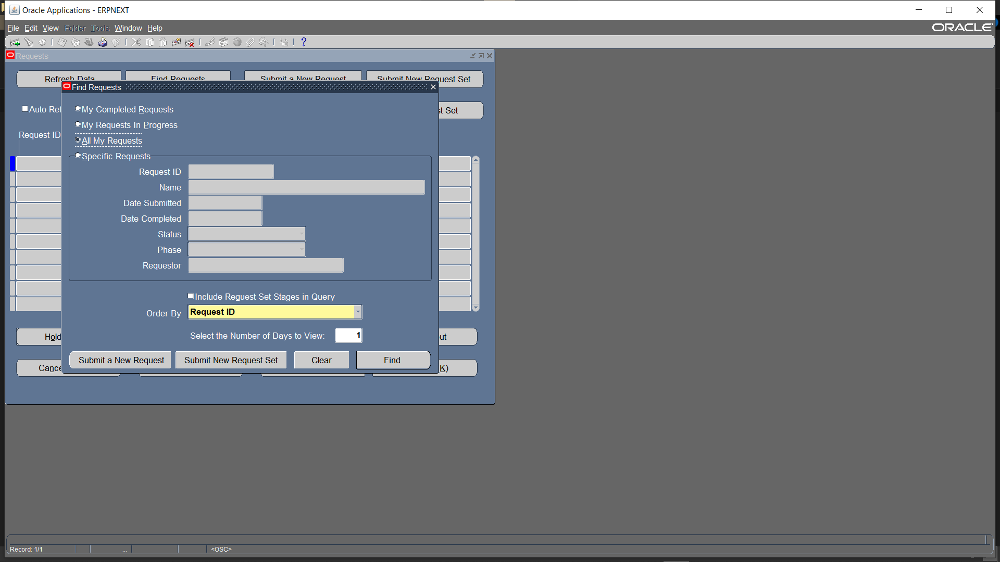 Oracle Applications - ERPNEXT
File Edit View Folder Tools Window Help
ORACLE
Requests
Refresh Data Find Requests Submit a New Request Submit New Request Set
Find Requests
Auto Ref
st Set
My Completed Requests
My Requests In Progress
Request ID
All My Requests
Specific Requests
Request ID
Name
Date Submitted
Date Completed
Status
Phase
Requestor
Include Request Set Stages in Query
Order By Request ID
Select the Number of Days to View: 1
Hold
ut
Submit a New Request Submit New Request Set Clear Find
Cance
K)
Record: 1/1 ... <OSC>